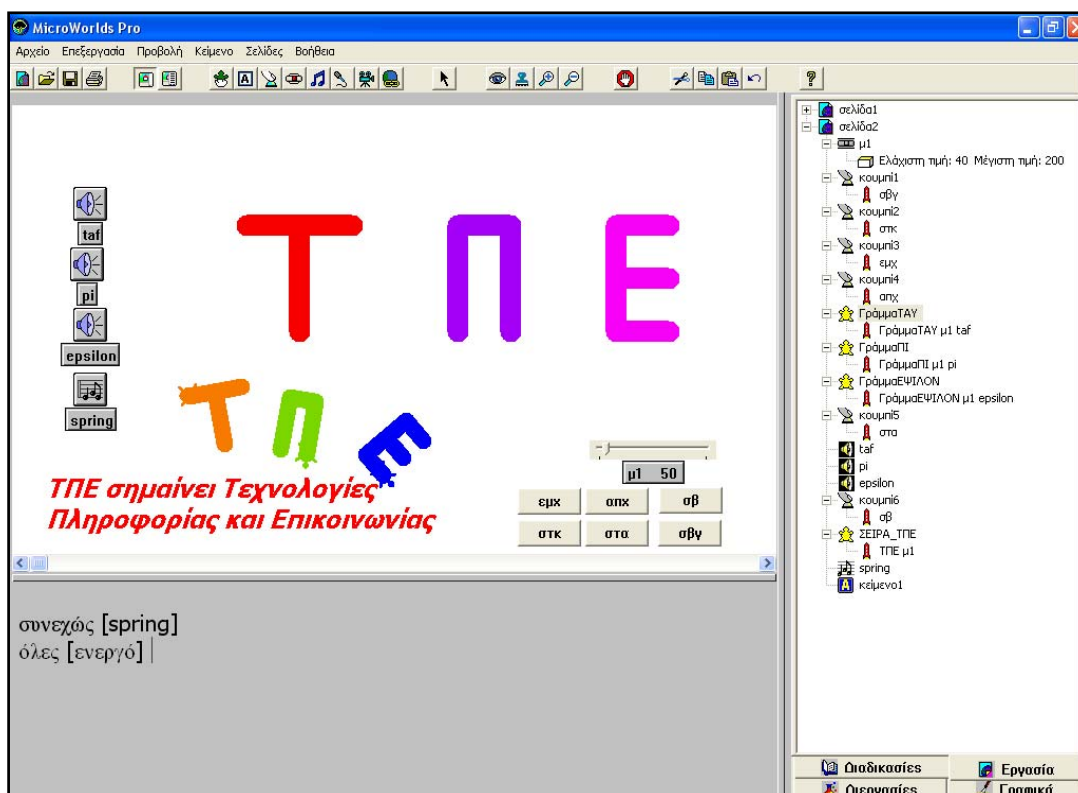 MicroWorlds Pro
Αρχείο Επεξεργασία Προβολή Κείμενο Σελίδες Βοήθεια
ΤΠΕ
taf
pi
epsilon
spring
ΤΠΕ
ΤΠΕ σημαίνει Τεχνολογίες
Πληροφορίας και Επικοινωνίας
μ1 50
εμχ απχ σβ
στκ στα σβγ
συνεχώς [spring]
όλες [ενεργό]
σελίδα1
σελίδα2
μ1
Ελάχιστη τιμή: 40 Μέγιστη τιμή: 200
κουμπί1
σβγ
κουμπί2
στκ
κουμπί3
εμχ
κουμπί4
απχ
ΓράμμαΤΑΥ
ΓράμμαΤΑΥ μ1 taf
ΓράμμαΠΙ
ΓράμμαΠΙ μ1 pi
ΓράμμαΕΨΙΛΟΝ
ΓράμμαΕΨΙΛΟΝ μ1 epsilon
κουμπί5
στα
taf
pi
epsilon
κουμπί6
σβ
ΣΕΙΡΑ_ΤΠΕ
ΤΠΕ μ1
spring
κείμενο1
Διαδικασίες Εργασία
Διεργασίες Γραφικά